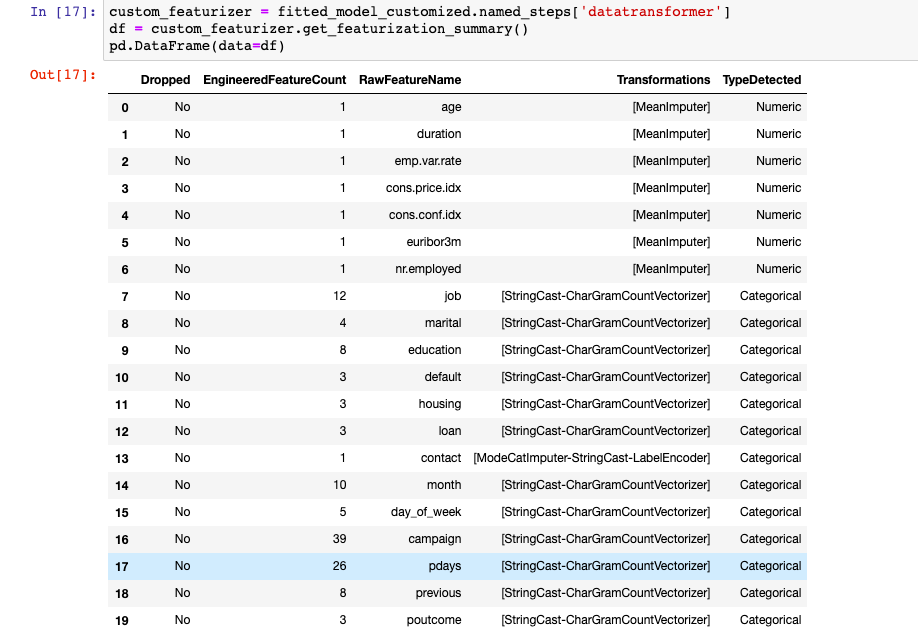 In [17]: custom_featurizer = fitted_model_customized.named_steps['datatransformer']
df = custom_featurizer.get_featurization_summary()
pd.DataFrame(data=df)
Out[17]:
Dropped EngineeredFeatureCount RawFeatureName Transformations TypeDetected
0 No 1 age [MeanImputer] Numeric
1 No 1 duration [MeanImputer] Numeric
2 No 1 emp.var.rate [MeanImputer] Numeric
3 No 1 cons.price.idx [MeanImputer] Numeric
4 No 1 cons.conf.idx [MeanImputer] Numeric
5 No 1 euribor3m [MeanImputer] Numeric
6 No 1 nr.employed [MeanImputer] Numeric
7 No 12 job [StringCast-CharGramCountVectorizer] Categorical
8 No 4 marital [StringCast-CharGramCountVectorizer] Categorical
9 No 8 education [StringCast-CharGramCountVectorizer] Categorical
10 No 3 default [StringCast-CharGramCountVectorizer] Categorical
11 No 3 housing [StringCast-CharGramCountVectorizer] Categorical
12 No 3 loan [StringCast-CharGramCountVectorizer] Categorical
13 No 1 contact [ModeCatImputer-StringCast-LabelEncoder] Categorical
14 No 10 month [StringCast-CharGramCountVectorizer] Categorical
15 No 5 day_of_week [StringCast-CharGramCountVectorizer] Categorical
16 No 39 campaign [StringCast-CharGramCountVectorizer] Categorical
17 No 26 pdays [StringCast-CharGramCountVectorizer] Categorical
18 No 8 previous [StringCast-CharGramCountVectorizer] Categorical
19 No 3 poutcome [StringCast-CharGramCountVectorizer] Categorical